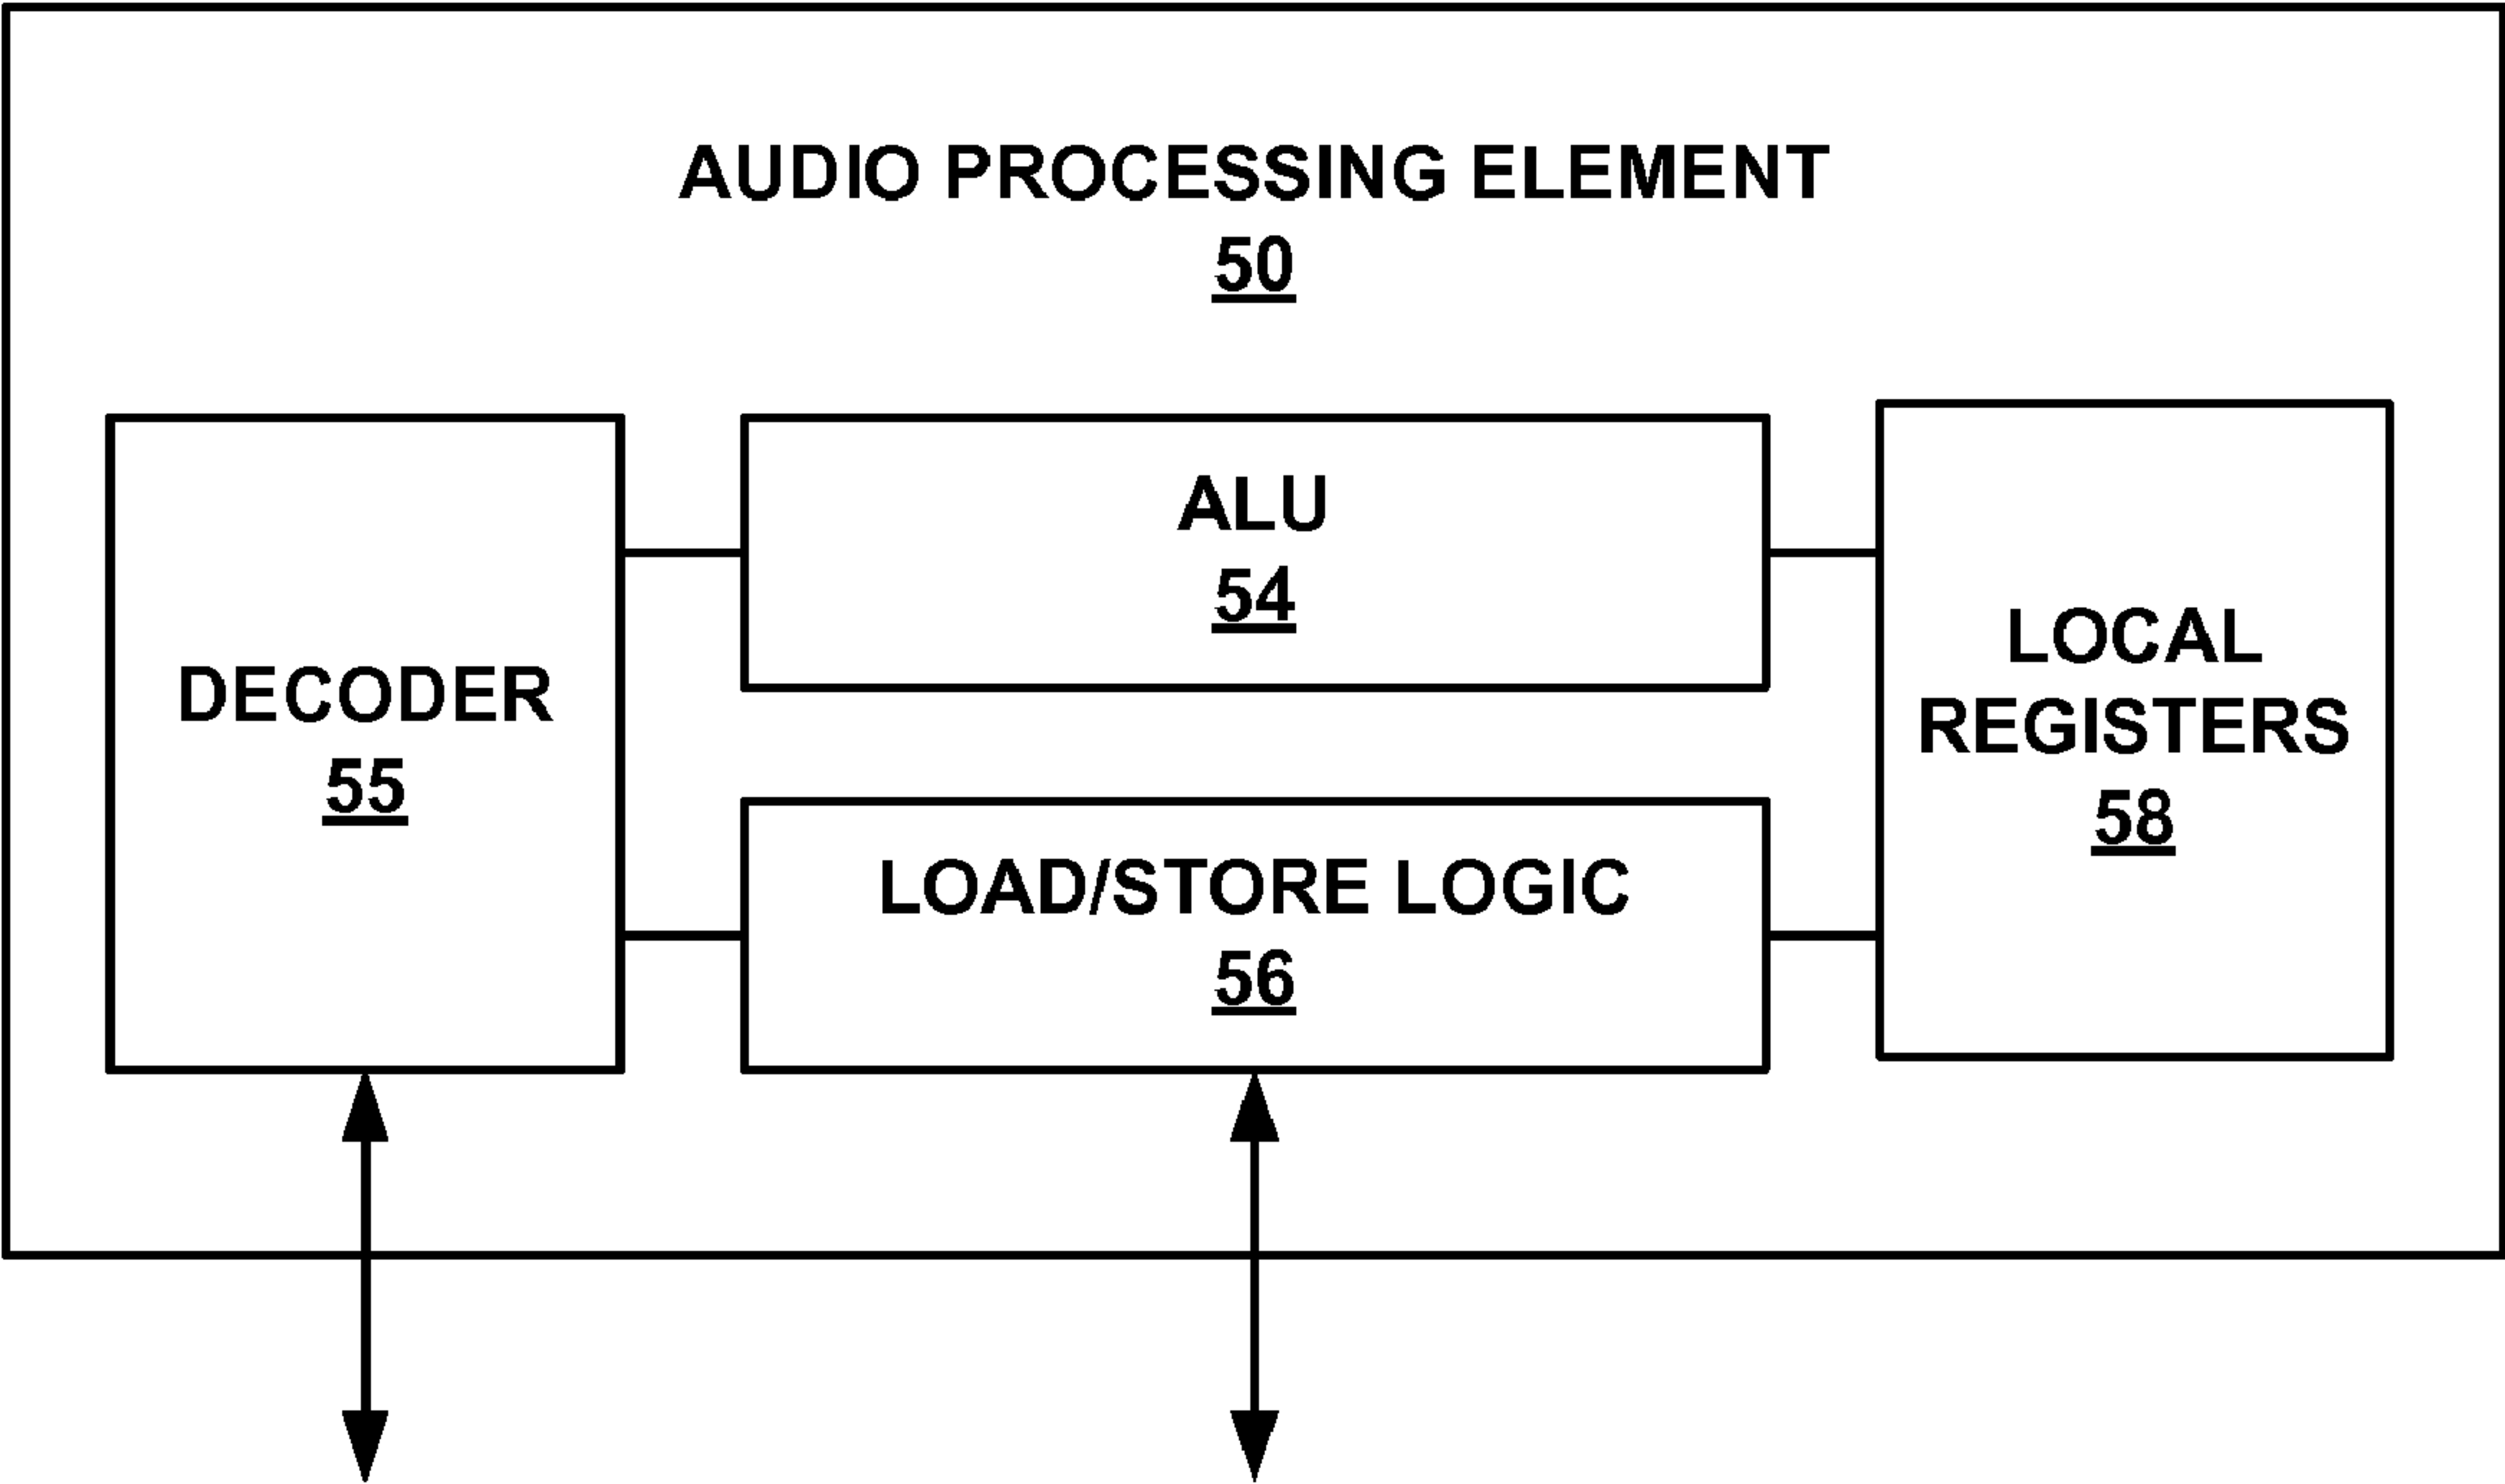 AUDIO PROCESSING ELEMENT
50
DECODER
55
ALU
54
LOAD/STORE LOGIC
56
LOCAL
REGISTERS
58